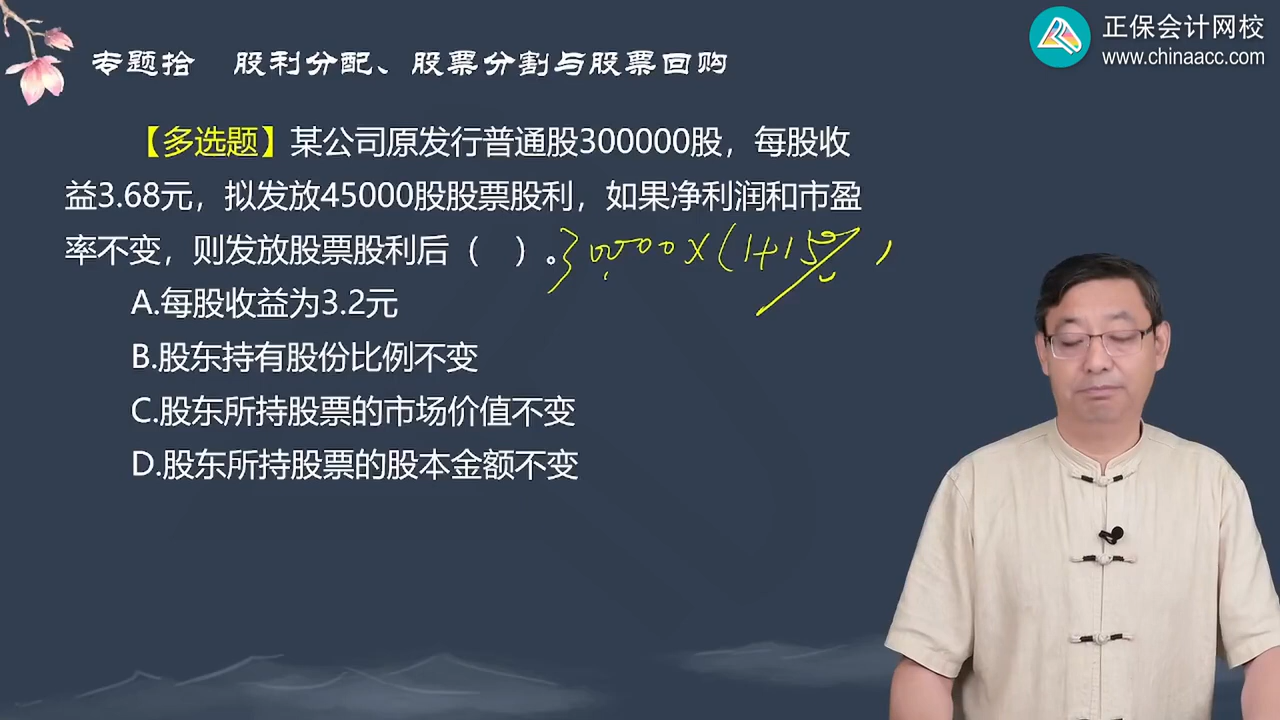 正保会计网校
www.chinaacc.com
专题拾 股利分配、股票分割与股票回购
【多选题】某公司原发行普通股300000股，每股收
益3.68元，拟发放45000股股票股利，如果净利润和市盈
率不变，则发放股票股利后（ ）。
30000×(1+15%)
A.每股收益为3.2元
B.股东持有股份比例不变
C.股东所持股票的市场价值不变
D.股东所持股票的股本金额不变